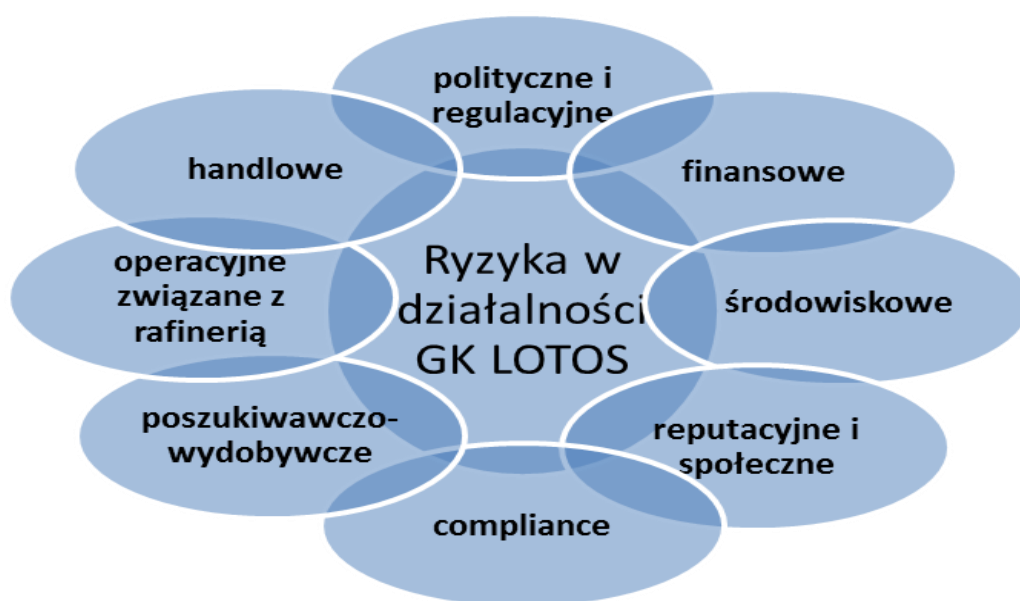 polityczne i
regulacyjne
handlowe
finansowe
operacyjne
związane z
rafinerią
Ryzyka w
działalności
GK LOTOS
środowiskowe
poszukiwawczo-
wydobywcze
reputacyjne i
społeczne
compliance